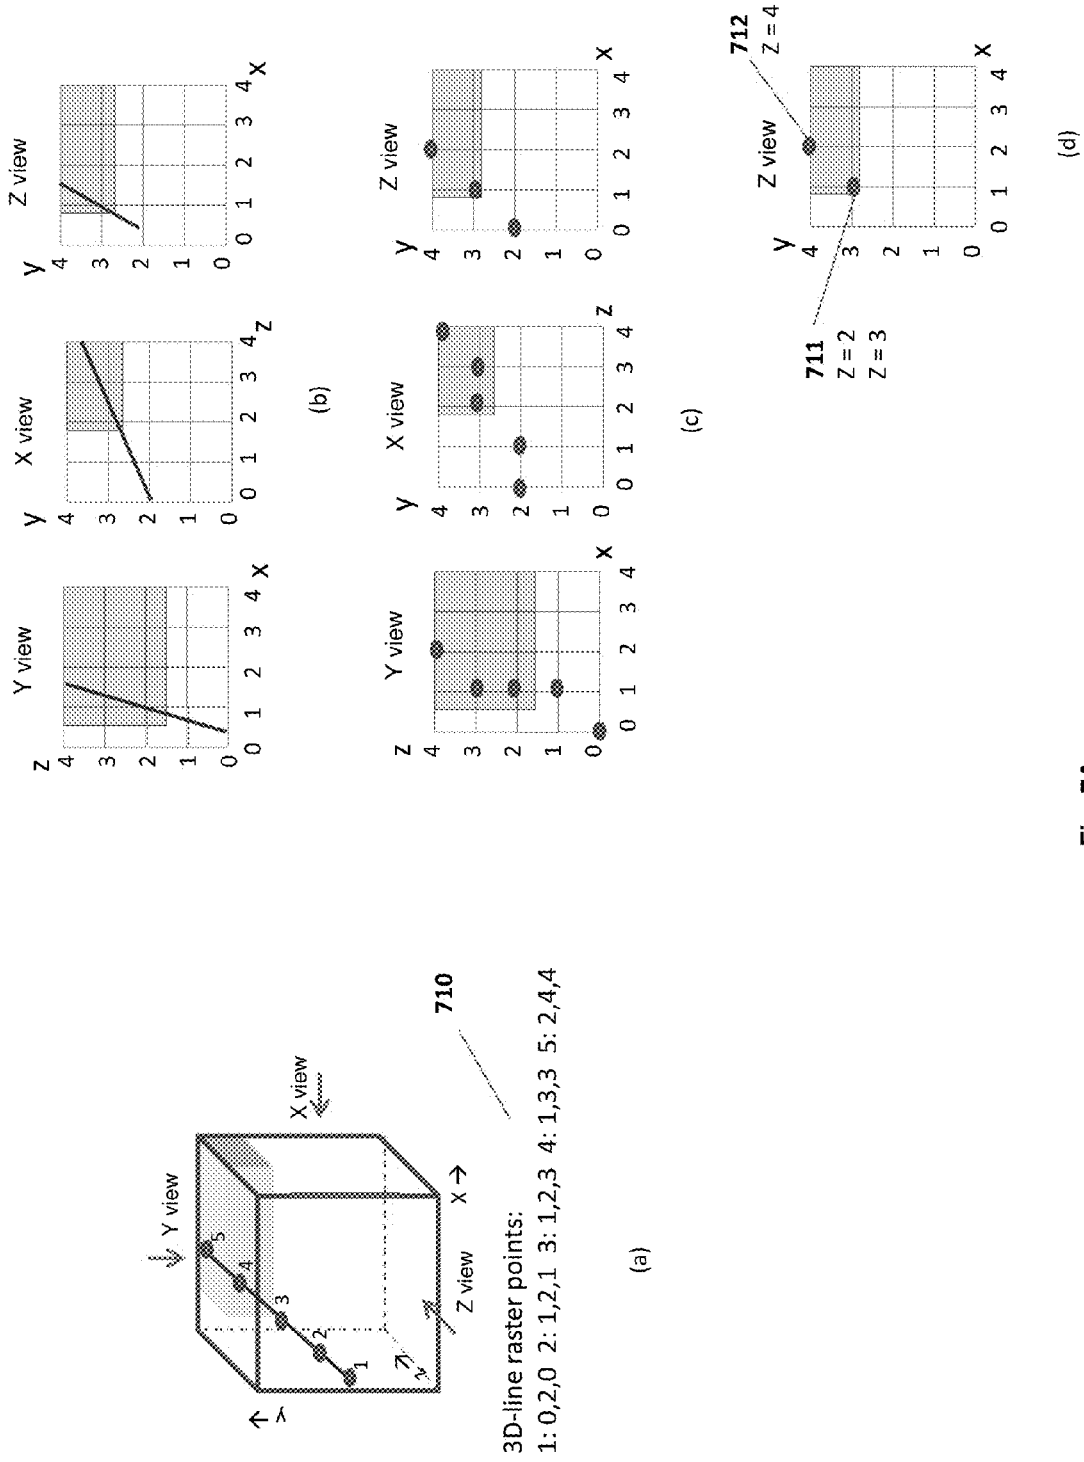 Y view
X view
Z view
Y
X
Z
1
2
3
4
5
710
3D-line raster points:
1: 0,2,0 2: 1,2,1 3: 1,2,3 4: 1,3,3 5: 2,4,4
(a)
Y view
Z
4
3
2
1
0
0 1 2 3 4
X
X view
y
4
3
2
1
0
0 1 2 3 4
Z
Z view
y
4
3
2
1
0
0 1 2 3 4
X
(b)
Y view
Z
4
3
2
1
0
0 1 2 3 4
X
X view
y
4
3
2
1
0
0 1 2 3 4
Z
Z view
y
4
3
2
1
0
0 1 2 3 4
X
(c)
711
Z = 2
Z = 3
Z view
y
4
3
2
1
0
0 1 2 3 4
X
712
Z = 4
(d)